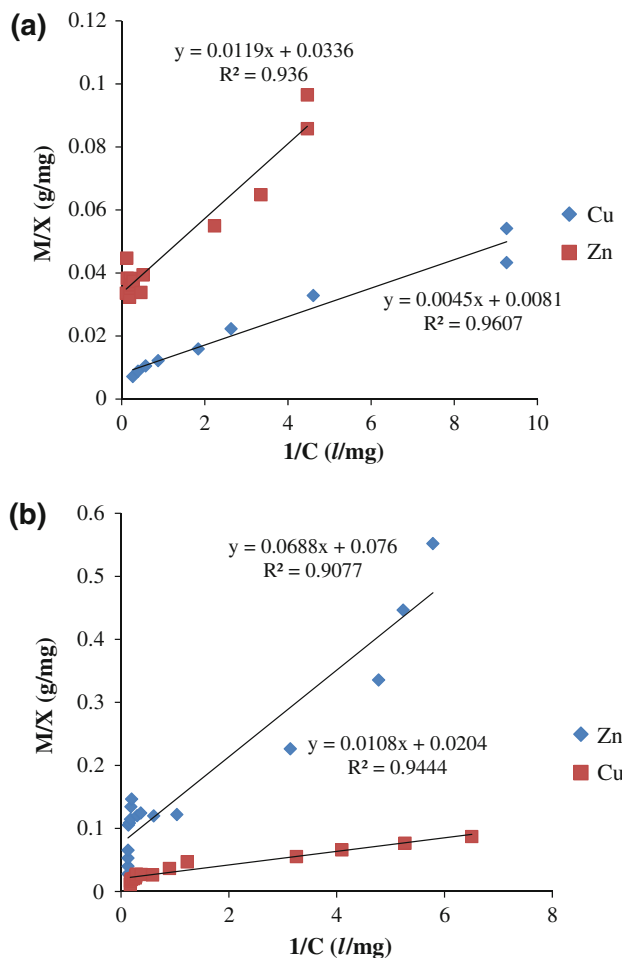 (a)
0.12
0.1
0.08
0.06
0.04
0.02
0
M/X (g/mg)
y = 0.0119x + 0.0336
R² = 0.936
y = 0.0045x + 0.0081
R² = 0.9607
Cu
Zn
0 2 4 6 8 10
1/C (l/mg)
(b)
0.6
0.5
0.4
0.3
0.2
0.1
0
M/X (g/mg)
y = 0.0688x + 0.076
R² = 0.9077
y = 0.0108x + 0.0204
R² = 0.9444
Zn
Cu
0 2 4 6 8
1/C (l/mg)